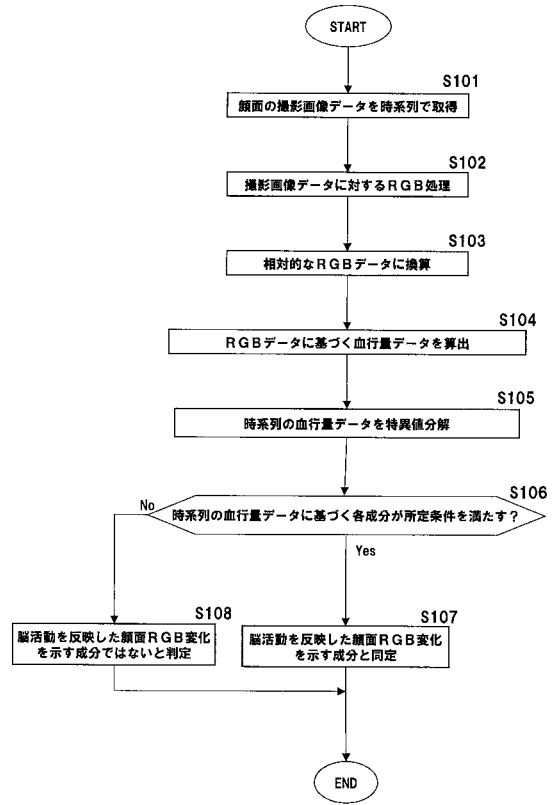 START
S101
顔面の撮影画像データを時系列で取得
S102
撮影画像データに対するRGB処理
S103
相対的なRGBデータに換算
S104
RGBデータに基づく血行量データを算出
S105
時系列の血行量データを特異値分解
S106
No
時系列の血行量データに基づく各成分が所定条件を満たす?
Yes
S108
脳活動を反映した顔面RGB変化
を示す成分ではないと判定
S107
脳活動を反映した顔面RGB変化
を示す成分と同定
END